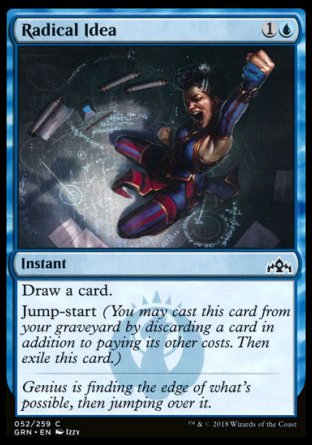 Radical Idea 1
Instant
Draw a card.
Jump-start (You may cast this card from
your graveyard by discarding a card in
addition to paying its other costs. Then
exile this card.)
Genius is finding the edge of what's
possible, then jumping over it.
052/259 C
GRN • EN Izzy
™ & © 2018 Wizards of the Coast